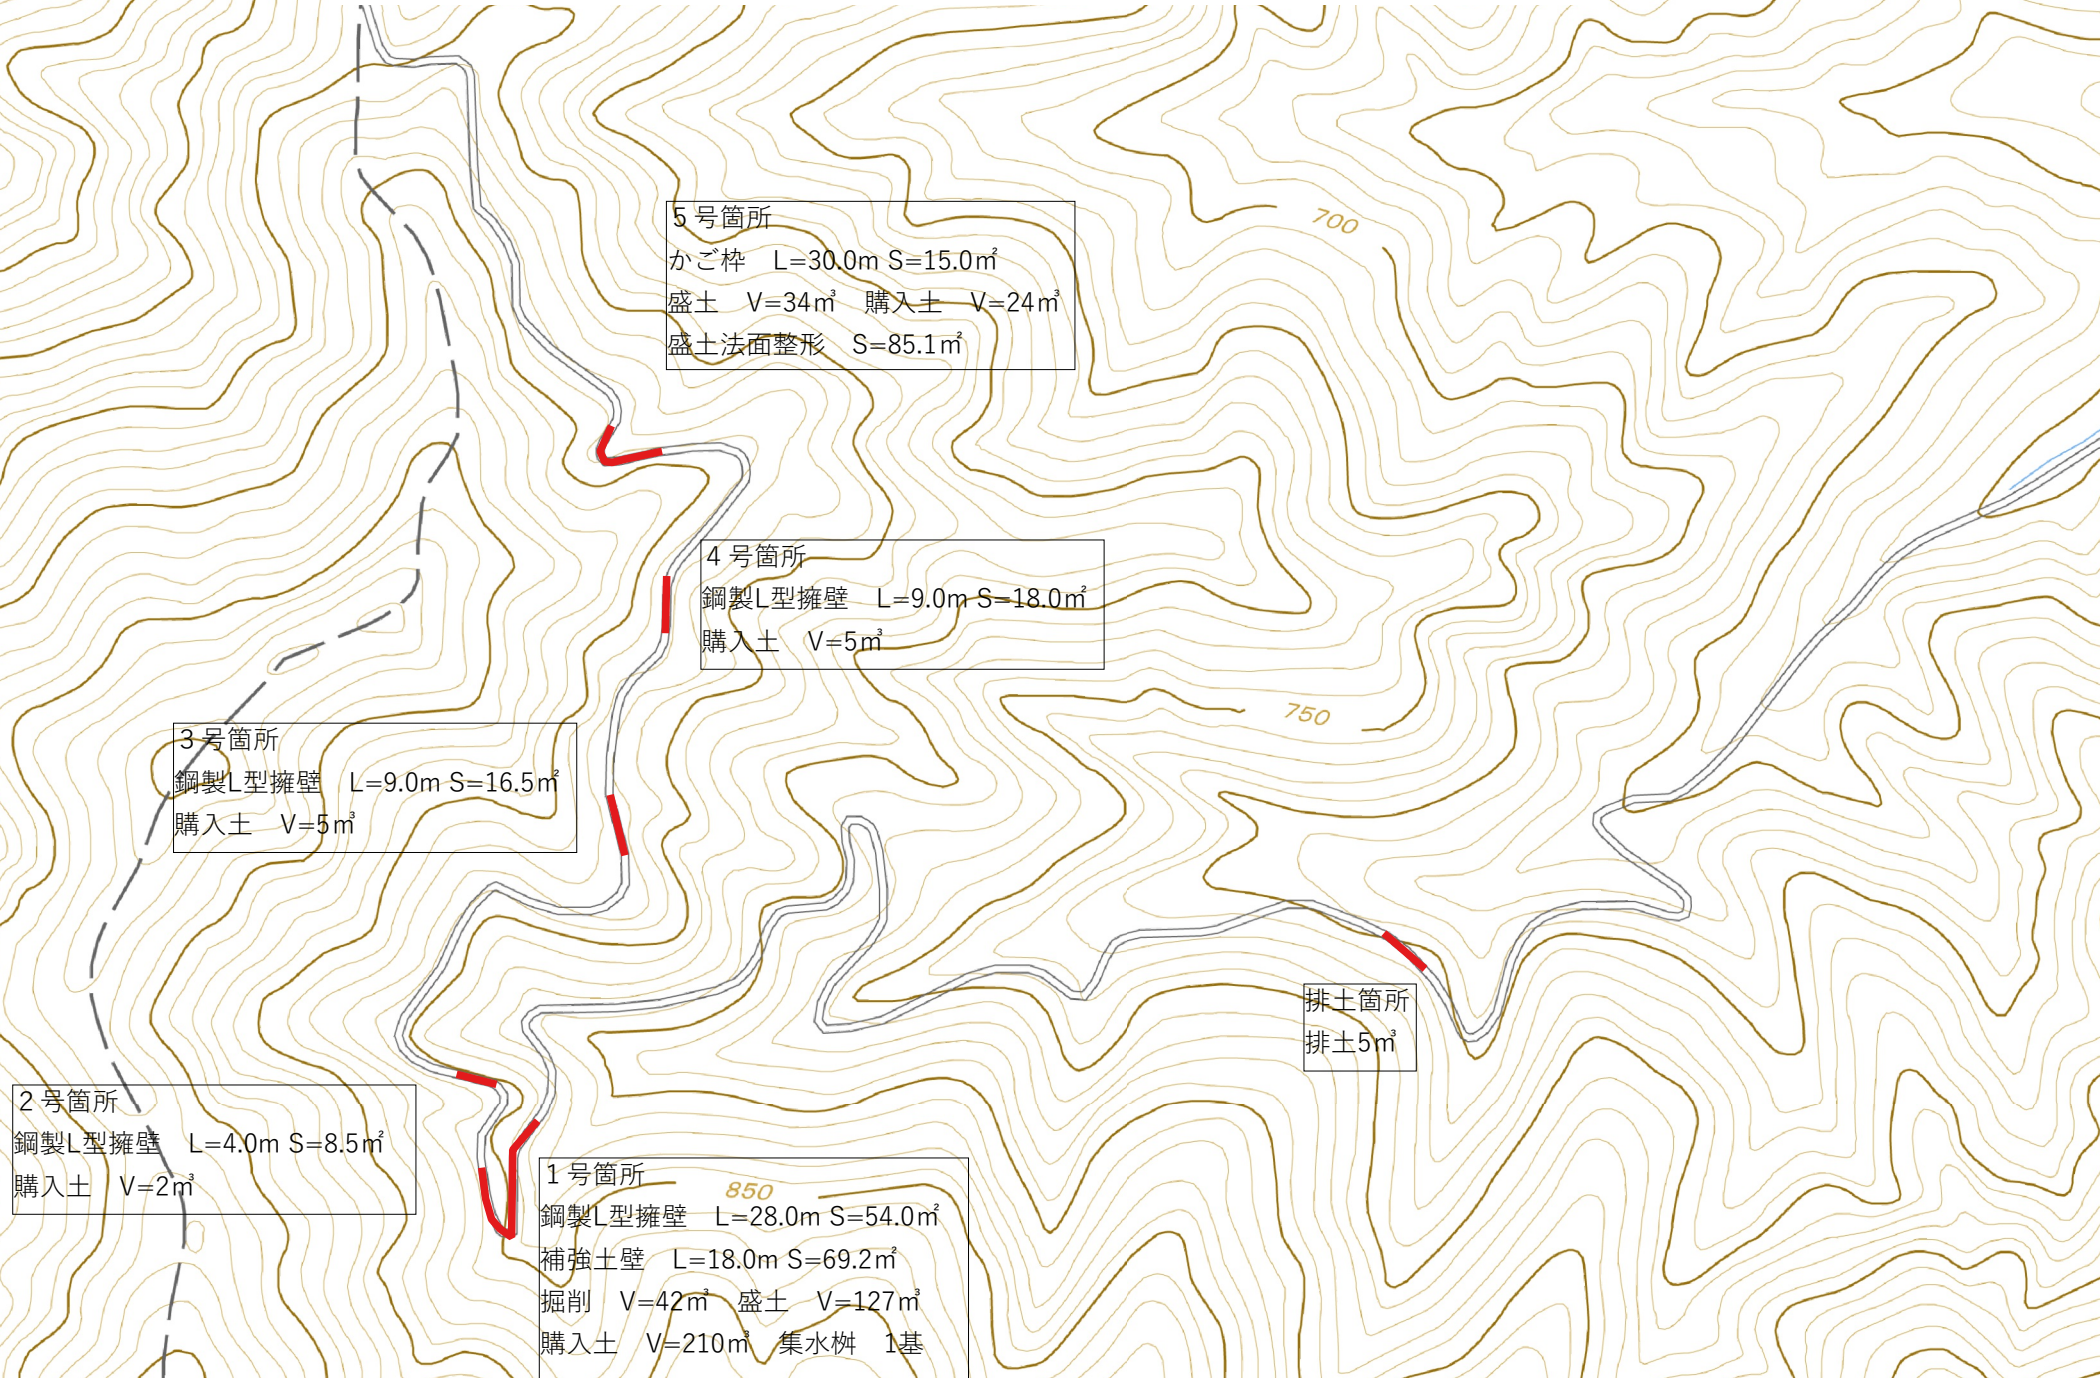 700
５号箇所
かご枠　L=30.0m S=15.0㎡
盛土　V=34㎥　購入土　V=24㎥
盛土法面整形　S=85.1㎡
４号箇所
鋼製L型擁壁　L=9.0m S=18.0㎡
購入土　V=5㎥
750
３号箇所
鋼製L型擁壁　L=9.0m S=16.5㎡
購入土　V=5㎥
排土箇所
排土5㎥
２号箇所
鋼製L型擁壁　L=4.0m S=8.5㎡
購入土　V=2㎥
１号箇所
850
鋼製L型擁壁　L=28.0m S=54.0㎡
補強土壁　L=18.0m S=69.2㎡
掘削　V=42㎥　盛土　V=127㎥
購入土　V=210㎥　集水桝　1基